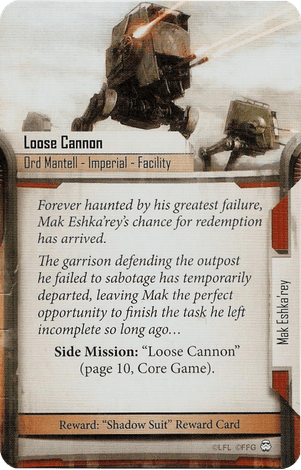 Loose Cannon
Ord Mantell - Imperial - Facility
Forever haunted by his greatest failure,
Mak Eshka'rey's chance for redemption
has arrived.
The garrison defending the outpost
he failed to sabotage has temporarily
departed, leaving Mak the perfect
opportunity to finish the task he left
incomplete so long ago…
Side Mission: “Loose Cannon”
(page 10, Core Game).
Mak Eshka'rey
Reward: “Shadow Suit” Reward Card
©LFL ©FFG